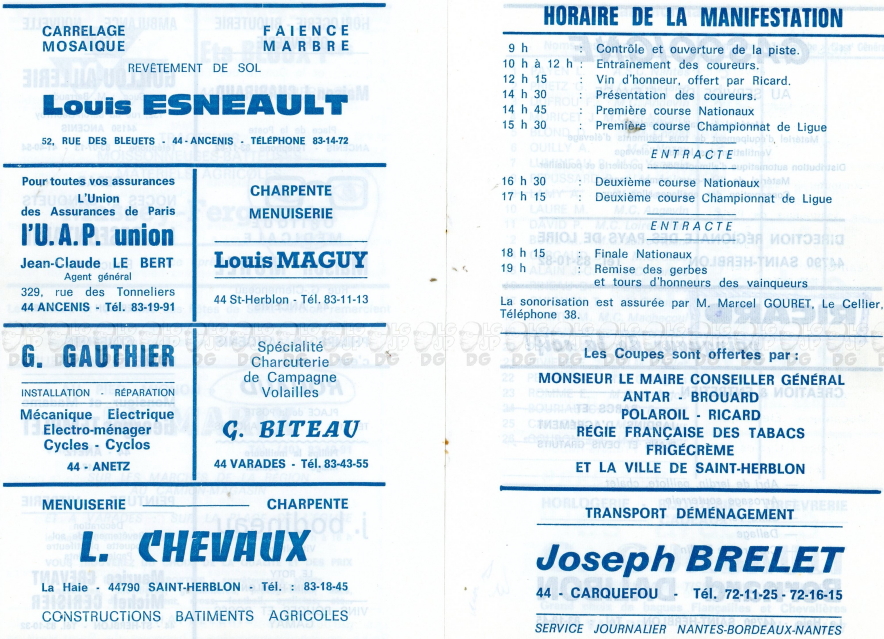 CARRELAGE FAIENCE
MOSAIQUE MARBRE
REVÉTEMENT DE SOL
Louis ESNEAULT
52, RUE DES BLEUETS - 44-ANCENIS - TÉLÉPHONE 83-14-72
Pour toutes vos assurances
L'Union
des Assurances de Paris
l'U.A.P. union
Jean-Claude LE BERT
Agent général
329, rue des Tonneliers
44 ANCENIS - Tél. 83-19-91
CHARPENTE
MENUISERIE
Louis MAGUY
44 St-Herblon - Tél. 83-11-13
G. GAUTHIER
INSTALLATION - RÉPARATION
Mécanique Electrique
Electro-ménager
Cycles - Cyclos
44 - ANETZ
Spécialité
Charcuterie
de Campagne
Volailles
G. BITEAU
44 VARADES - Tél. 83-43-55
MENUISERIE CHARPENTE
L. CHEVAUX
La Haie - 44790 SAINT-HERBLON - Tél. : 83-18-45
CONSTRUCTIONS BATIMENTS AGRICOLES
HORAIRE DE LA MANIFESTATION
9 h : Contrôle et ouverture de la piste.
10 h à 12 h : Entraînement des coureurs.
12 h 15 : Vin d'honneur, offert par Ricard.
14 h 30 : Présentation des coureurs.
14 h 45 : Première course Nationaux
15 h 30 : Première course Championnat de Ligue
ENTRACTE
16 h 30 : Deuxième course Nationaux
17 h 15 : Deuxième course Championnat de Ligue
ENTRACTE
18 h 15 : Finale Nationaux
19 h : Remise des gerbes
et tours d'honneurs des vainqueurs
La sonorisation est assurée par M. Marcel GOURET, Le Cellier,
Téléphone 38.
Les Coupes sont offertes par :
MONSIEUR LE MAIRE CONSEILLER GÉNÉRAL
ANTAR - BROUARD
POLAROIL - RICARD
RÉGIE FRANÇAISE DES TABACS
FRIGÉCRÈME
ET LA VILLE DE SAINT-HERBLON
TRANSPORT DÉMÉNAGEMENT
Joseph BRELET
44 - CARQUEFOU - Tél. 72-11-25 - 72-16-15
SERVICE JOURNALIER NANTES-BORDEAUX-NANTES